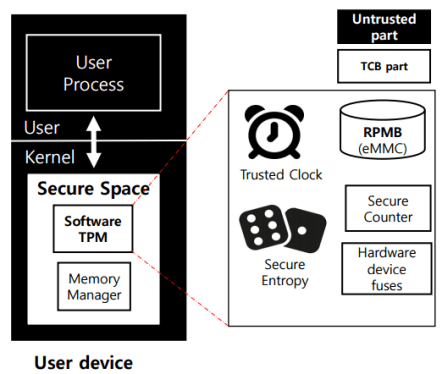 User
Process
User
Kernel
Secure Space
Software
TPM
Memory
Manager
User device
Untrusted
part
TCB part
Trusted Clock
RPMB
(eMMC)
Secure
Counter
Secure
Entropy
Hardware
device
fuses